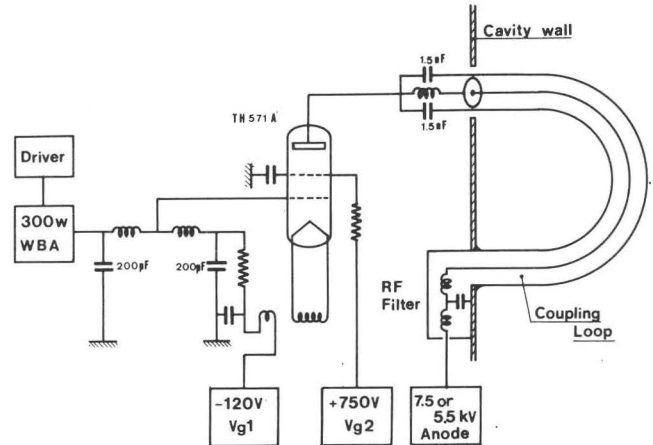 Cavity wall
1.5nF
1.5nF
TH 571 A
Driver
300w
WBA
200pF
200pF
RF
Filter
Coupling
Loop
-120V
Vg1
+750V
Vg2
7.5 or
5.5 kV
Anode